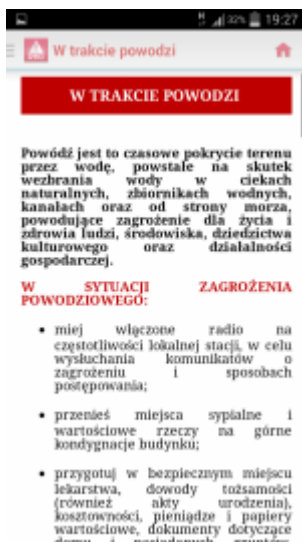 32% 19:27
W trakcie powodzi
W TRAKCIE POWODZI
Powódź jest to czasowe pokrycie terenu
przez wodę, powstałe na skutek
wezbrania wody w ciekach
naturalnych, zbiornikach wodnych,
kanałach oraz od strony morza,
powodujące zagrożenie dla życia i
zdrowia ludzi, środowiska, dziedzictwa
kulturowego oraz działalności
gospodarczej.
W SYTUACJI ZAGROŻENIA
POWODZIOWEGO:
• miej włączone radio na
częstotliwości lokalnej stacji, w celu
wysłuchania komunikatów o
zagrożeniu i sposobach
postępowania;
• przenieś miejsca sypialne i
wartościowe rzeczy na górne
kondygnacje budynku;
• przygotuj w bezpiecznym miejscu
lekarstwa, dowody tożsamości
(również akty urodzenia),
kosztowności, pieniądze i papiery
wartościowe, dokumenty dotyczące
domu i posiadanych gruntów,